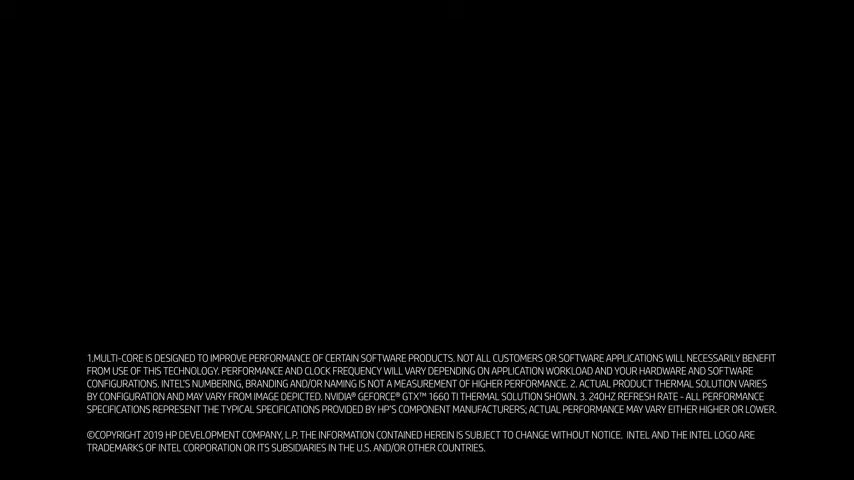 1.MULTI-CORE IS DESIGNED TO IMPROVE PERFORMANCE OF CERTAIN SOFTWARE PRODUCTS. NOT ALL CUSTOMERS OR SOFTWARE APPLICATIONS WILL NECESSARILY BENEFIT
FROM USE OF THIS TECHNOLOGY. PERFORMANCE AND CLOCK FREQUENCY WILL VARY DEPENDING ON APPLICATION WORKLOAD AND YOUR HARDWARE AND SOFTWARE
CONFIGURATIONS. INTEL'S NUMBERING, BRANDING AND/OR NAMING IS NOT A MEASUREMENT OF HIGHER PERFORMANCE. 2. ACTUAL PRODUCT THERMAL SOLUTION VARIES
BY CONFIGURATION AND MAY VARY FROM IMAGE DEPICTED. NVIDIA® GEFORCE® GTX™ 1660 TI THERMAL SOLUTION SHOWN. 3. 240HZ REFRESH RATE - ALL PERFORMANCE
SPECIFICATIONS REPRESENT THE TYPICAL SPECIFICATIONS PROVIDED BY HP'S COMPONENT MANUFACTURERS; ACTUAL PERFORMANCE MAY VARY EITHER HIGHER OR LOWER.
©COPYRIGHT 2019 HP DEVELOPMENT COMPANY, L.P. THE INFORMATION CONTAINED HEREIN IS SUBJECT TO CHANGE WITHOUT NOTICE. INTEL AND THE INTEL LOGO ARE
TRADEMARKS OF INTEL CORPORATION OR ITS SUBSIDIARIES IN THE U.S. AND/OR OTHER COUNTRIES.